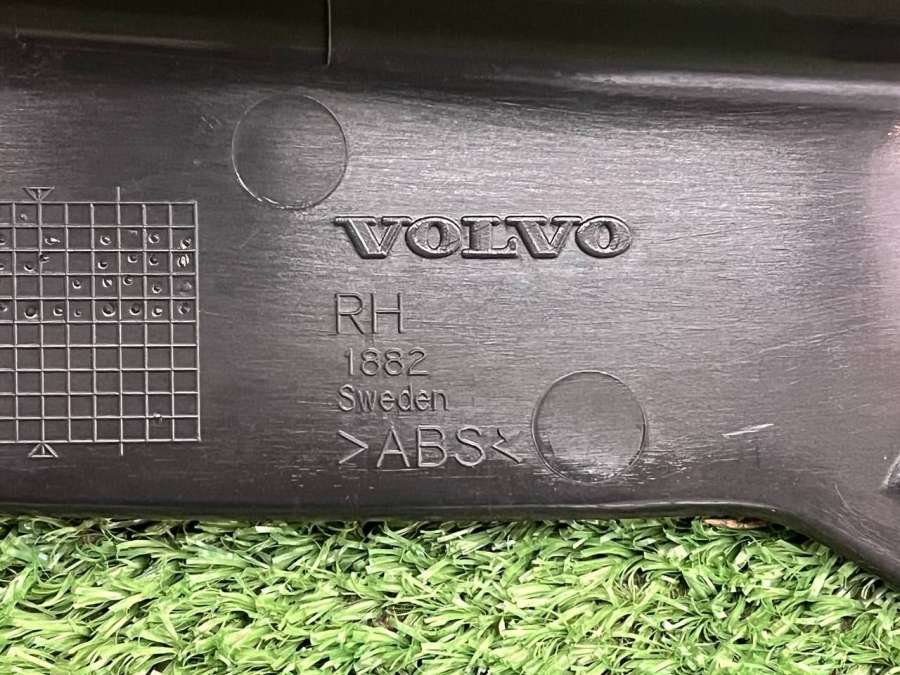 VOLVO
RH
1882
Sweden
>ABS<